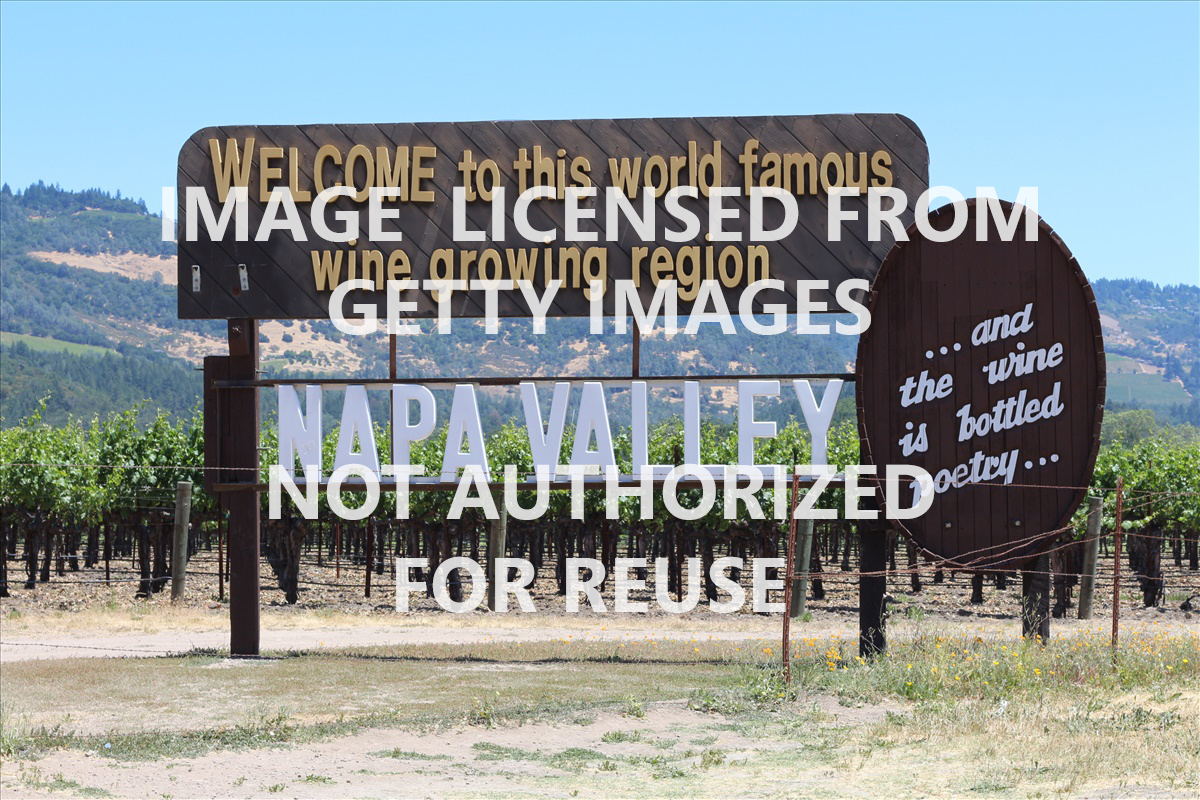 WELCOME to this world famous
wine growing region
NAPA VALLEY
... and
the wine
is bottled
poetry...
IMAGE LICENSED FROM
GETTY IMAGES
NOT AUTHORIZED
FOR REUSE